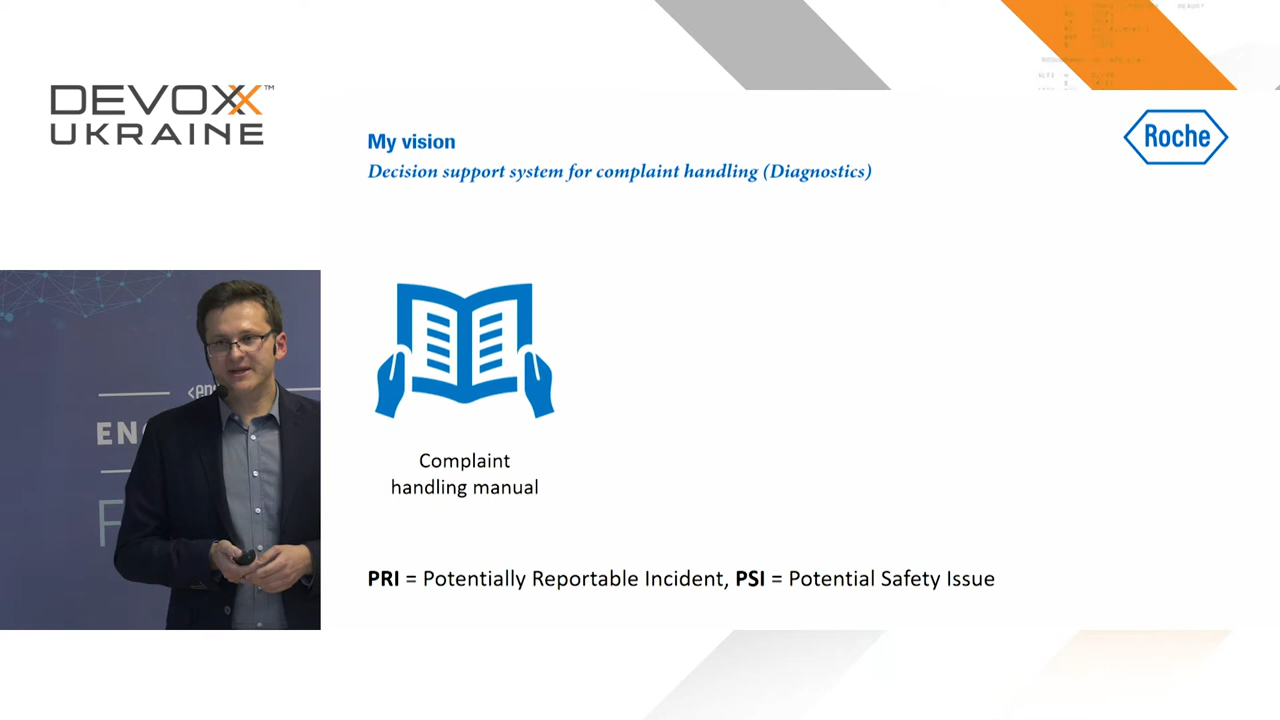 DEVOXX™
UKRAINE
My vision
Decision support system for complaint handling (Diagnostics)
Roche
Complaint
handling manual
PRI = Potentially Reportable Incident, PSI = Potential Safety Issue